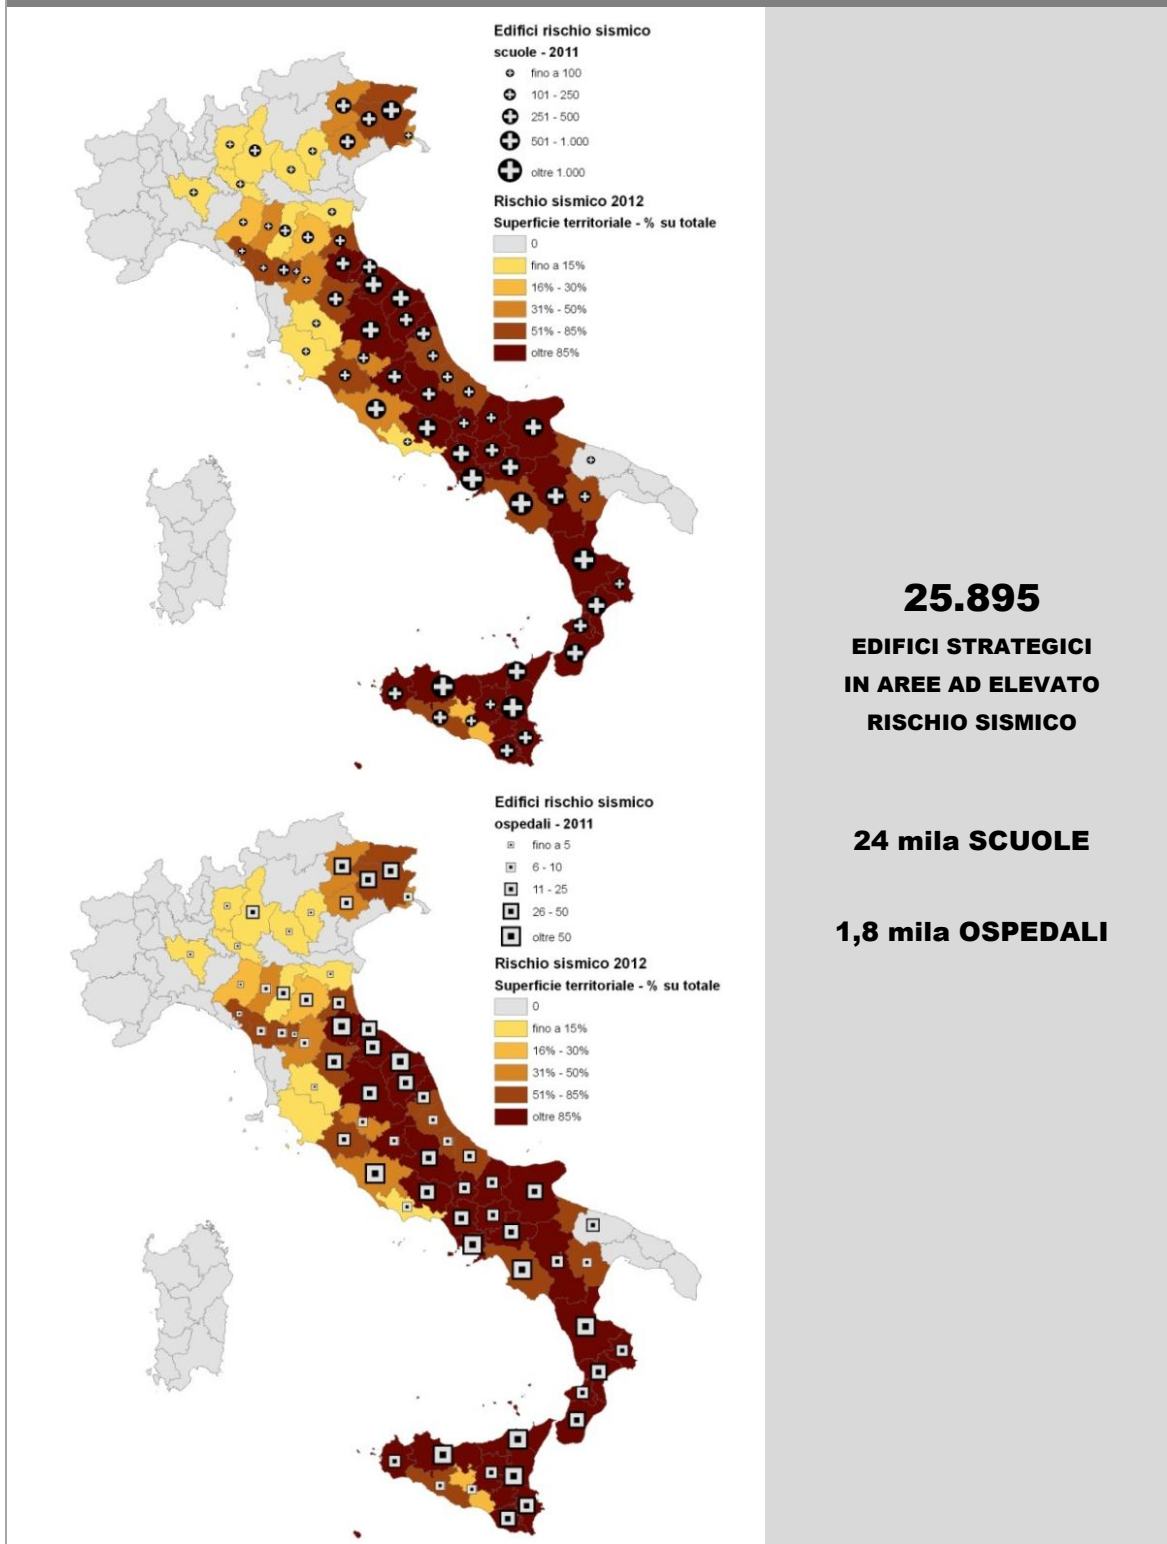 Edifici rischio sismico
scuole - 2011
fino a 100
101 - 250
251 - 500
501 - 1.000
oltre 1.000
Rischio sismico 2012
Superficie territoriale - % su totale
0
fino a 15%
16% - 30%
31% - 50%
51% - 85%
oltre 85%
25.895
EDIFICI STRATEGICI
IN AREE AD ELEVATO
RISCHIO SISMICO
24 mila SCUOLE
1,8 mila OSPEDALI
Edifici rischio sismico
ospedali - 2011
fino a 5
6 - 10
11 - 25
26 - 50
oltre 50
Rischio sismico 2012
Superficie territoriale - % su totale
0
fino a 15%
16% - 30%
31% - 50%
51% - 85%
oltre 85%